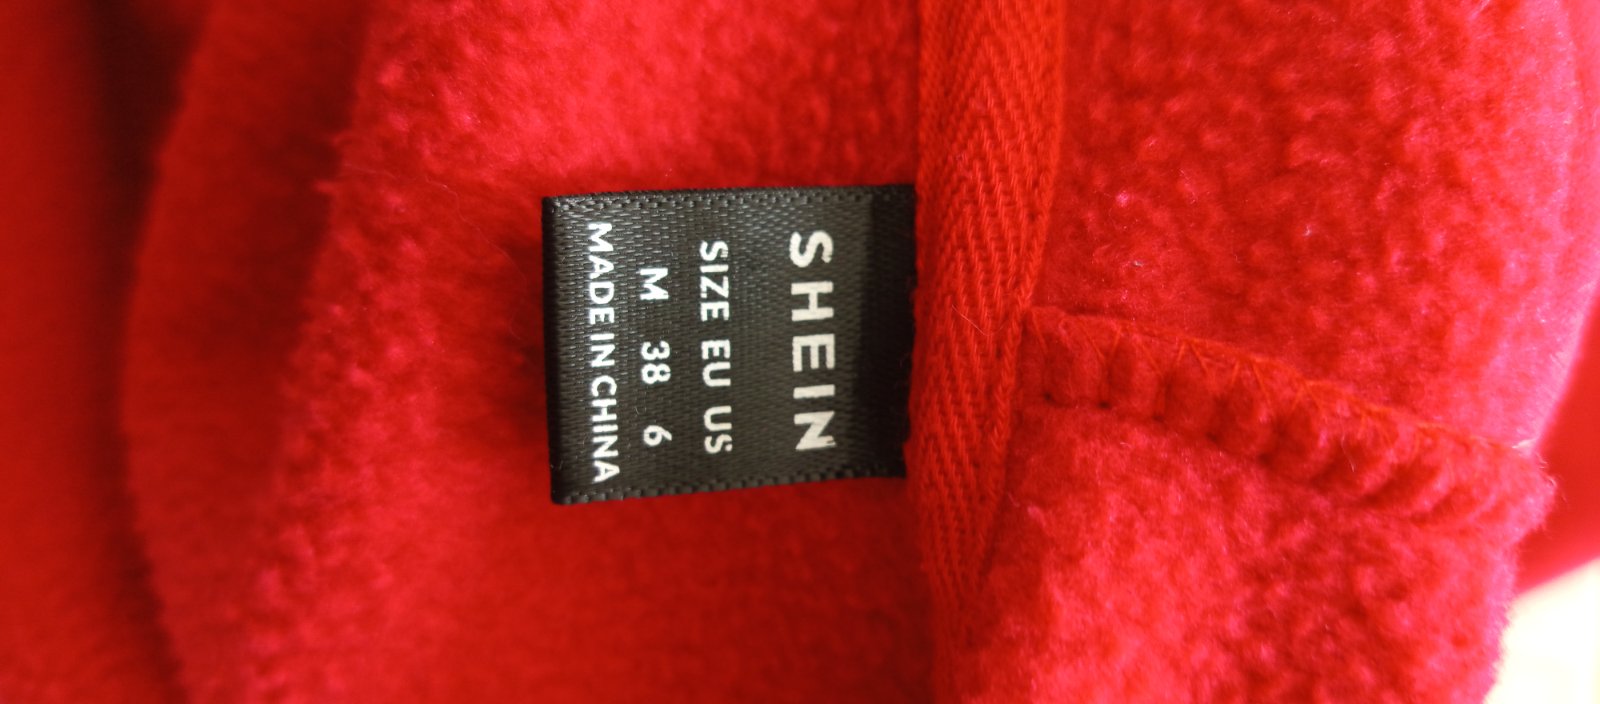 SHEIN
SIZE EU US
M 38 6
MADE IN CHINA